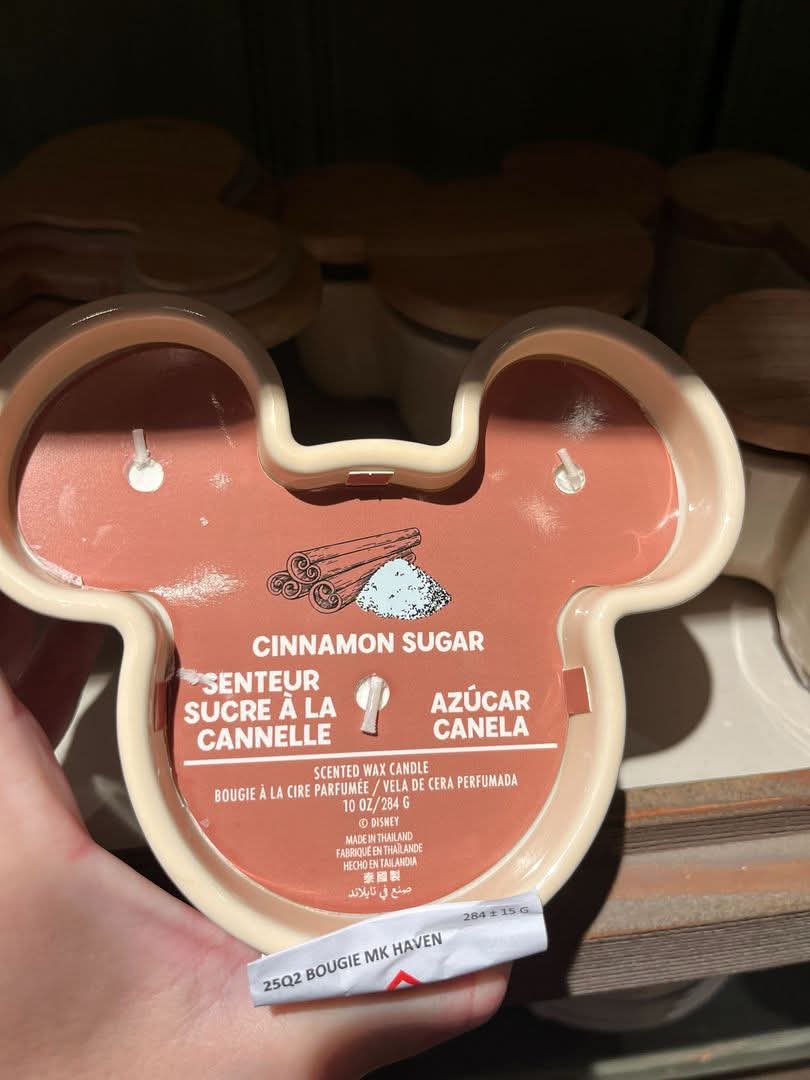 CINNAMON SUGAR
SENTEUR
SUCRE À LA
CANNELLE
AZÚCAR
CANELA
SCENTED WAX CANDLE
BOUGIE À LA CIRE PARFUMÉE / VELA DE CERA PERFUMADA
10 OZ/284 G
© DISNEY
MADE IN THAILAND
FABRIQUÉ EN THAÏLANDE
HECHO EN TAILANDIA
泰國製
صنع في تايلاند
284 ± 15 G
25Q2 BOUGIE MK HAVEN